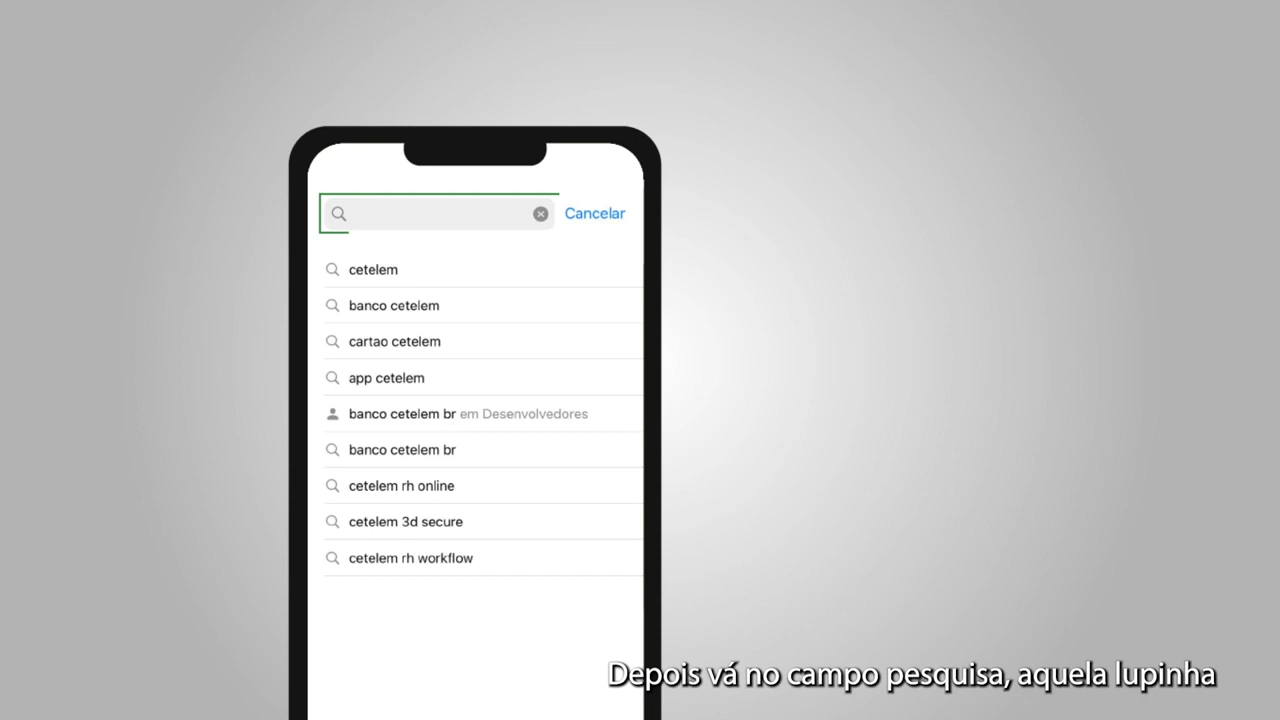 Cancelar
cetelem
banco cetelem
cartao cetelem
app cetelem
banco cetelem br em Desenvolvedores
banco cetelem br
cetelem rh online
cetelem 3d secure
cetelem rh workflow
Depois vá no campo pesquisa, aquela lupinha